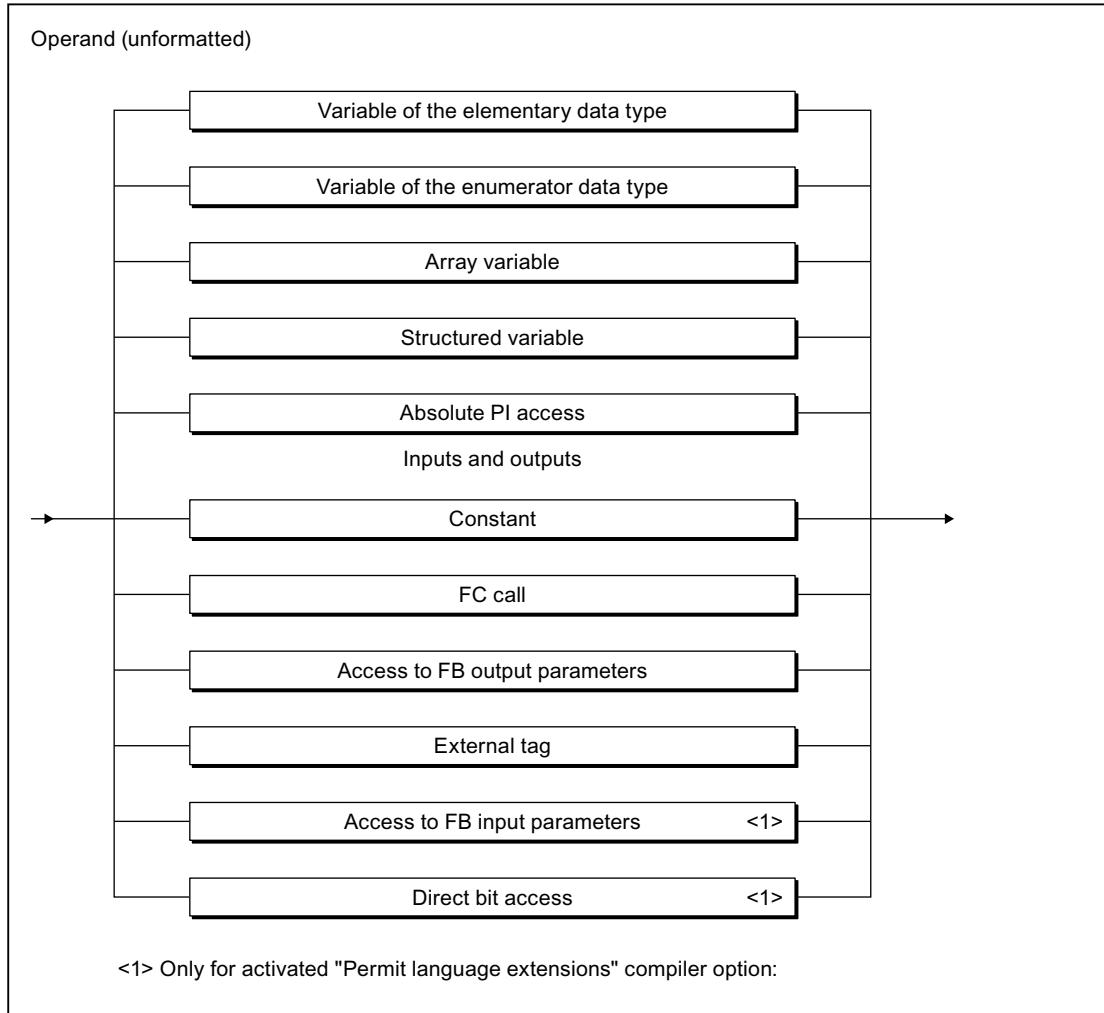 Operand (unformatted)
Variable of the elementary data type
Variable of the enumerator data type
Array variable
Structured variable
Absolute PI access
Inputs and outputs
Constant
FC call
Access to FB output parameters
External tag
Access to FB input parameters <1>
Direct bit access <1>
<1> Only for activated "Permit language extensions" compiler option: